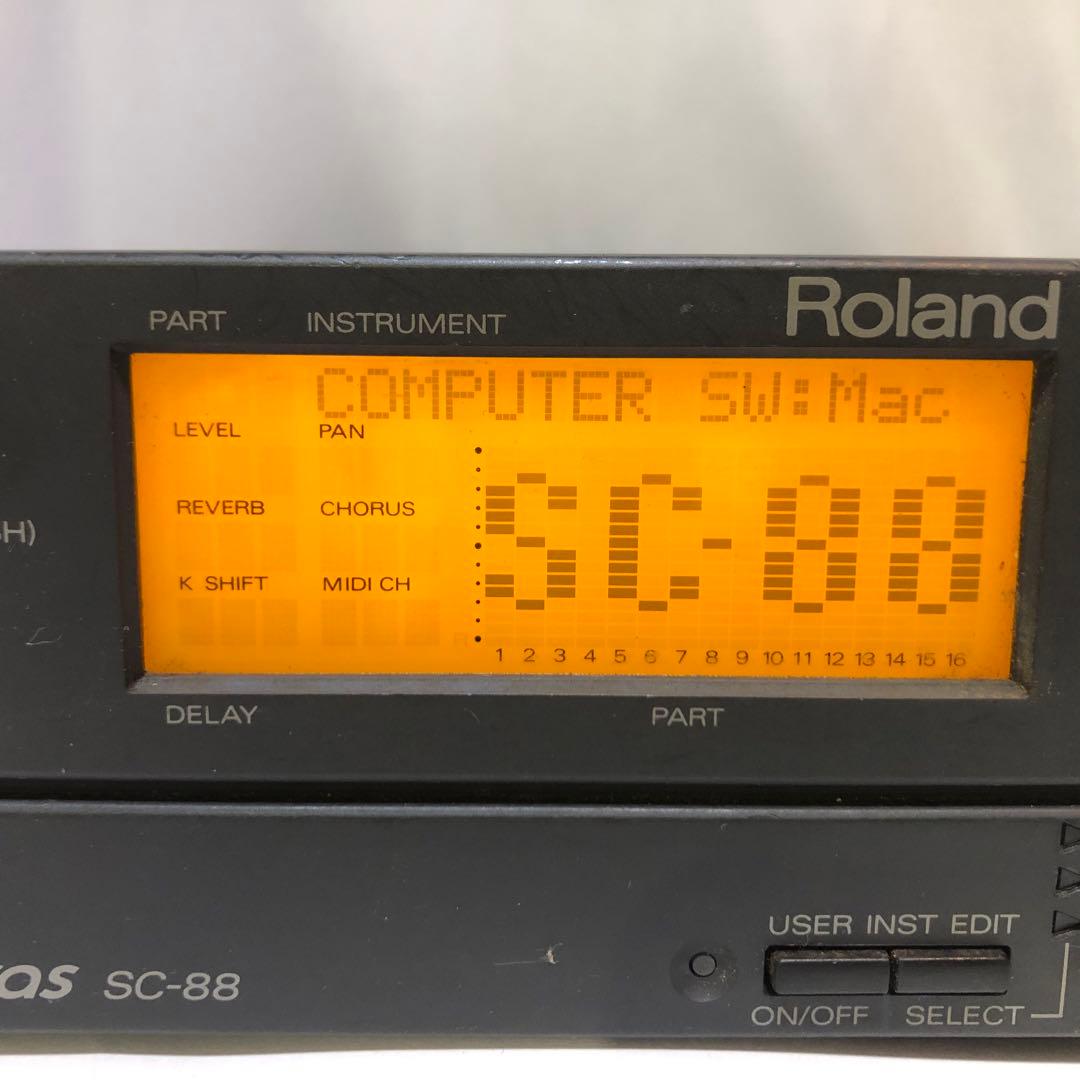 PART INSTRUMENT Roland
COMPUTER SW:Mac
LEVEL PAN
REVERB CHORUS
K SHIFT MIDI CH
SC-88
R
1 2 3 4 5 6 7 8 9 10 11 12 13 14 15 16
DELAY PART
H)
USER INST EDIT
as SC-88
ON/OFF SELECT